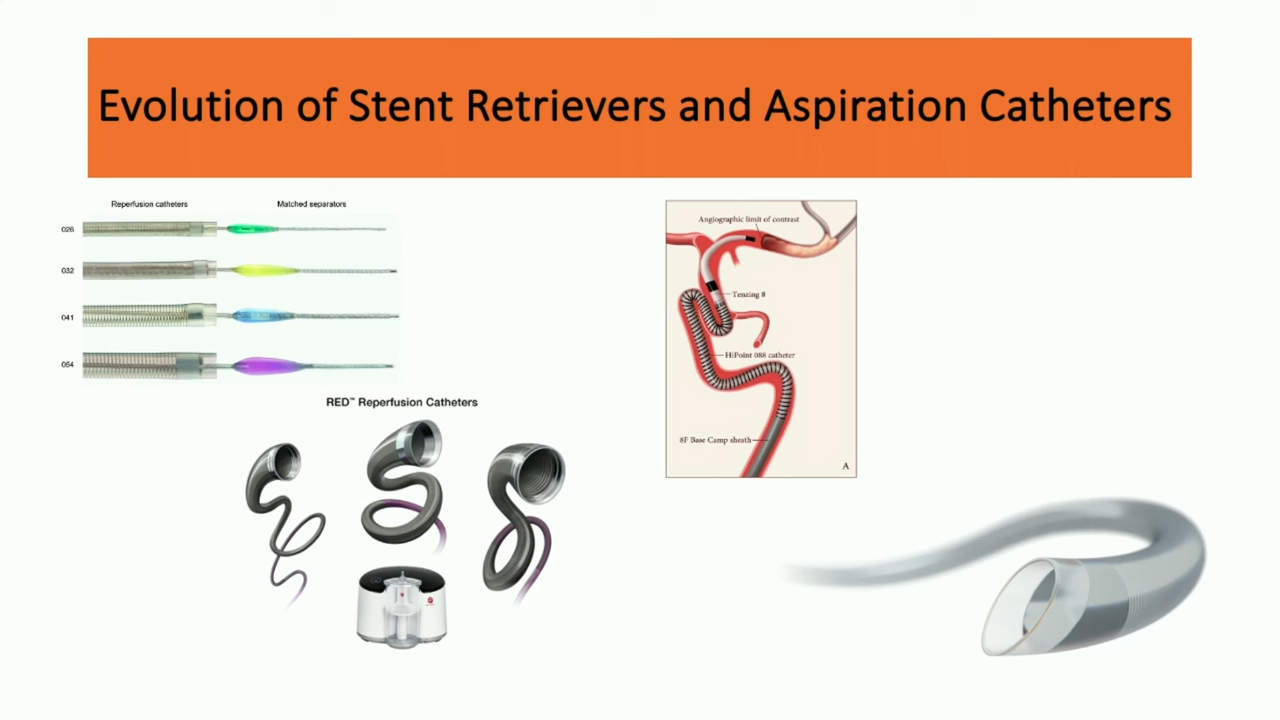 Evolution of Stent Retrievers and Aspiration Catheters
Reperfusion catheters
Matched separators
026
032
041
054
RED™ Reperfusion Catheters
Angiographic limit of contrast
Tenzing 8
HiPoint 088 catheter
8F Base Camp sheath
A